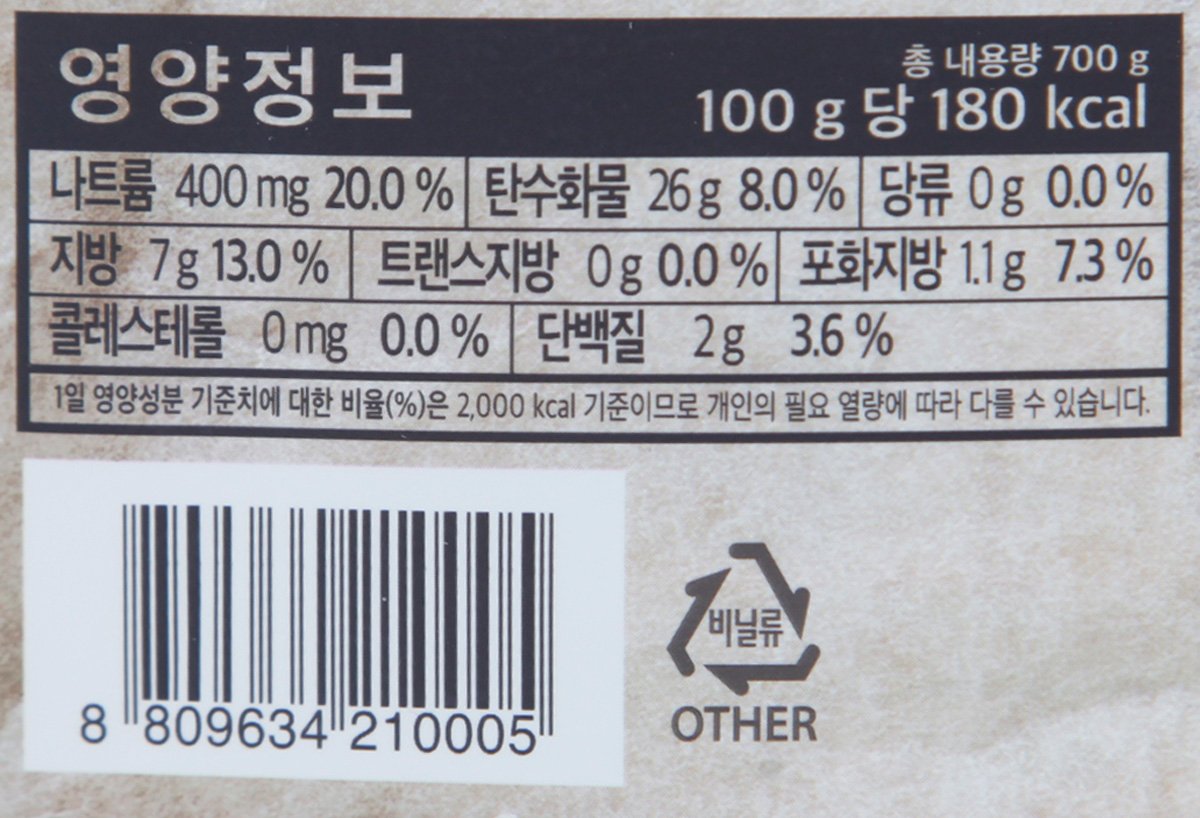 영양정보
총 내용량 700 g
100 g 당 180 kcal
나트륨 400 mg 20.0 % 탄수화물 26 g 8.0 % 당류 0 g 0.0 %
지방 7 g 13.0 % 트랜스지방 0 g 0.0 % 포화지방 1.1 g 7.3 %
콜레스테롤 0 mg 0.0 % 단백질 2 g 3.6 %
1일 영양성분 기준치에 대한 비율(%)은 2,000 kcal 기준이므로 개인의 필요 열량에 따라 다를 수 있습니다.
8 809634 210005
비닐류
OTHER